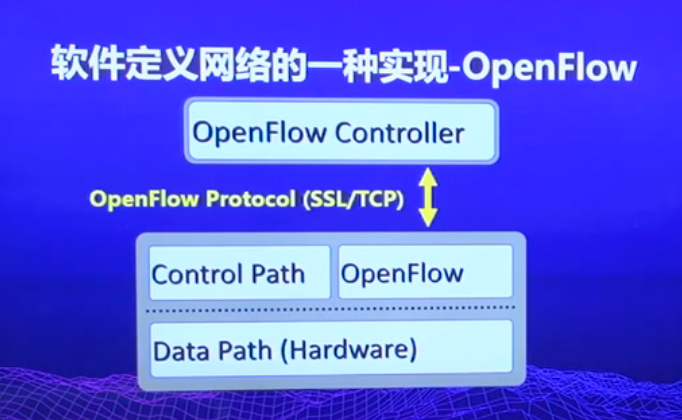 软件定义网络的一种实现-OpenFlow
OpenFlow Controller
OpenFlow Protocol (SSL/TCP)
Control Path
OpenFlow
Data Path (Hardware)